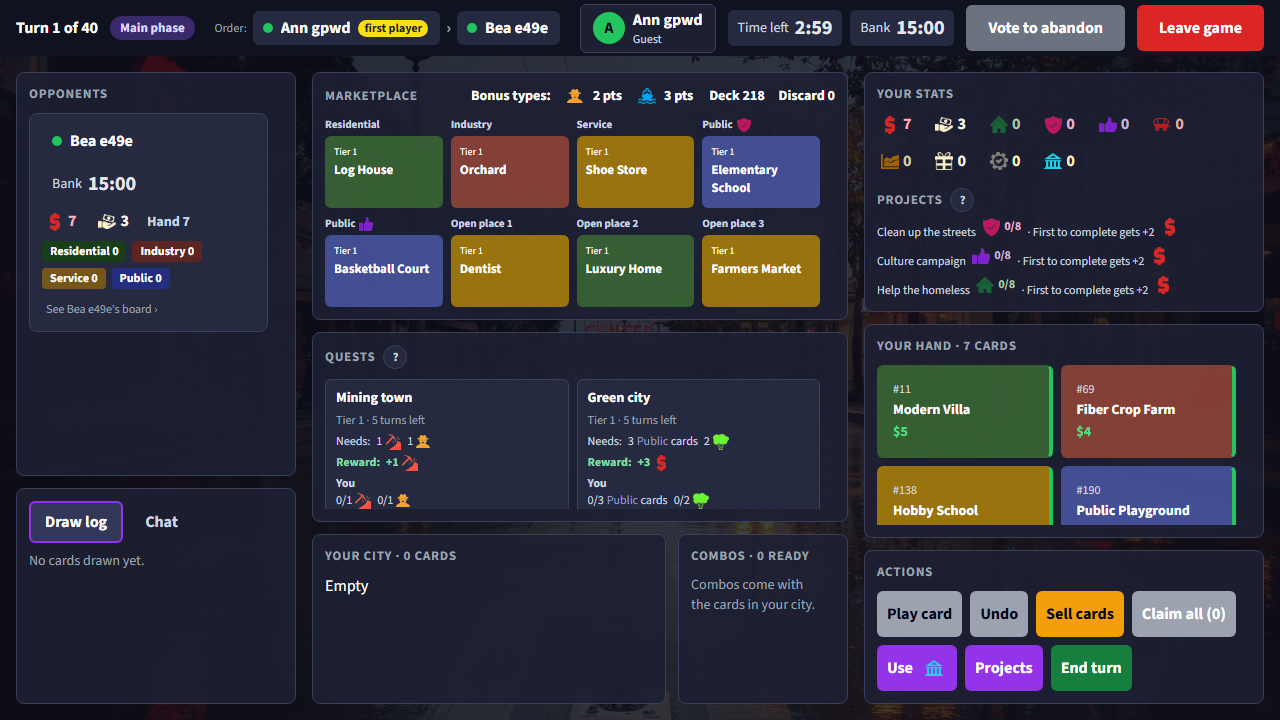 Turn 1 of 40 Main phase Order: Ann gpwd first player › Bea e49e A Ann gpwd Guest Time left 2:59 Bank 15:00 Vote to abandon Leave game
OPPONENTS
Bea e49e
Bank 15:00
7 3 Hand 7
Residential 0 Industry 0
Service 0 Public 0
See Bea e49e's board ›
Draw log Chat
No cards drawn yet.
MARKETPLACE Bonus types: 2 pts 3 pts Deck 218 Discard 0
Residential Industry Service Public
Tier 1 Tier 1 Tier 1 Tier 1
Log House Orchard Shoe Store Elementary School
Public Open place 1 Open place 2 Open place 3
Tier 1 Tier 1 Tier 1 Tier 1
Basketball Court Dentist Luxury Home Farmers Market
QUESTS ?
Mining town
Tier 1 · 5 turns left
Needs: 1 1
Reward: +1
You
0/1 0/1
Green city
Tier 1 · 5 turns left
Needs: 3 Public cards 2
Reward: +3
You
0/3 Public cards 0/2
YOUR CITY · 0 CARDS
Empty
COMBOS · 0 READY
Combos come with
the cards in your city.
YOUR STATS
7 3 0 0 0 0
0 0 0 0
PROJECTS ?
Clean up the streets 0/8 · First to complete gets +2
Culture campaign 0/8 · First to complete gets +2
Help the homeless 0/8 · First to complete gets +2
YOUR HAND · 7 CARDS
#11 #69
Modern Villa Fiber Crop Farm
$5 $4
#138 #190
Hobby School Public Playground
ACTIONS
Play card Undo Sell cards Claim all (0)
Use Projects End turn